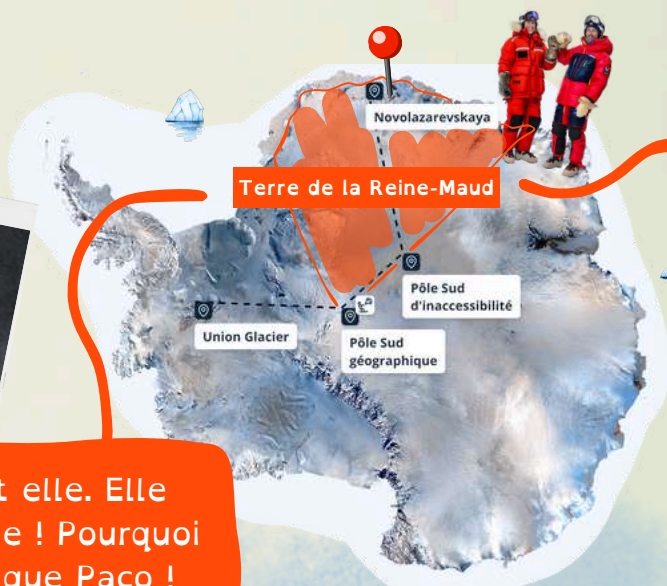 Novolazarevskaya
Terre de la Reine-Maud
Pôle Sud
d'inaccessibilité
Union Glacier
Pôle Sud
géographique
t elle. Elle
e ! Pourquoi
que Paco !